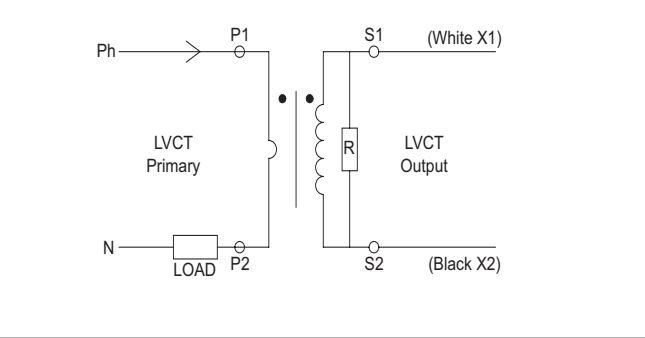 P1
S1
(White X1)
Ph
LVCT
Primary
R
LVCT
Output
N
LOAD
P2
S2
(Black X2)